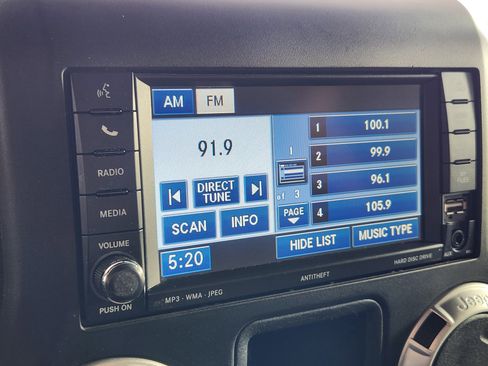 AM FM
91.9
DIRECT
TUNE
SCAN INFO
5:20
1
of 3
PAGE
1 100.1
2 99.9
3 96.1
4 105.9
HIDE LIST MUSIC TYPE
RADIO
MEDIA
VOLUME
PUSH ON
MP3 · WMA · JPEG
ANTITHEFT
HARD DISC DRIVE
FILES
AUX
Jeep